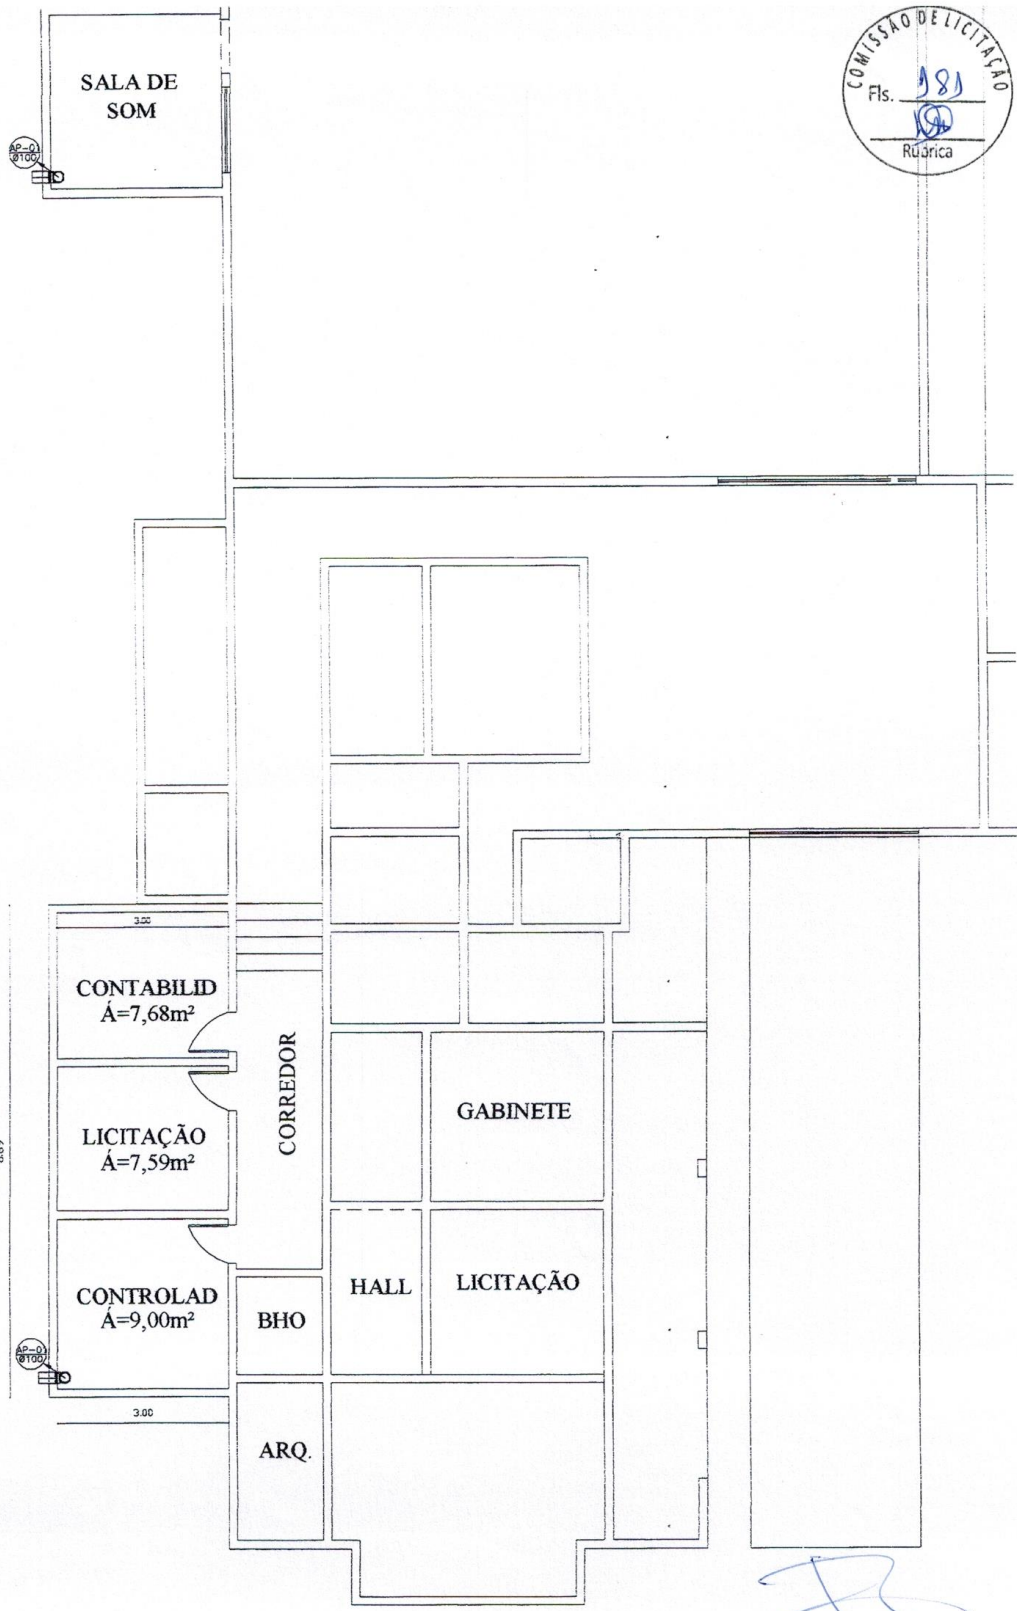 COMISSÃO DE LICITAÇÃO
Fls. 181
Rubrica
SALA DE
SOM
AP-01
Ø100
3.00
CONTABILID
Á=7,68m²
LICITAÇÃO
Á=7,59m²
CONTROLAD
Á=9,00m²
CORREDOR
GABINETE
HALL
LICITAÇÃO
BHO
AP-01
Ø100
3.00
ARQ.